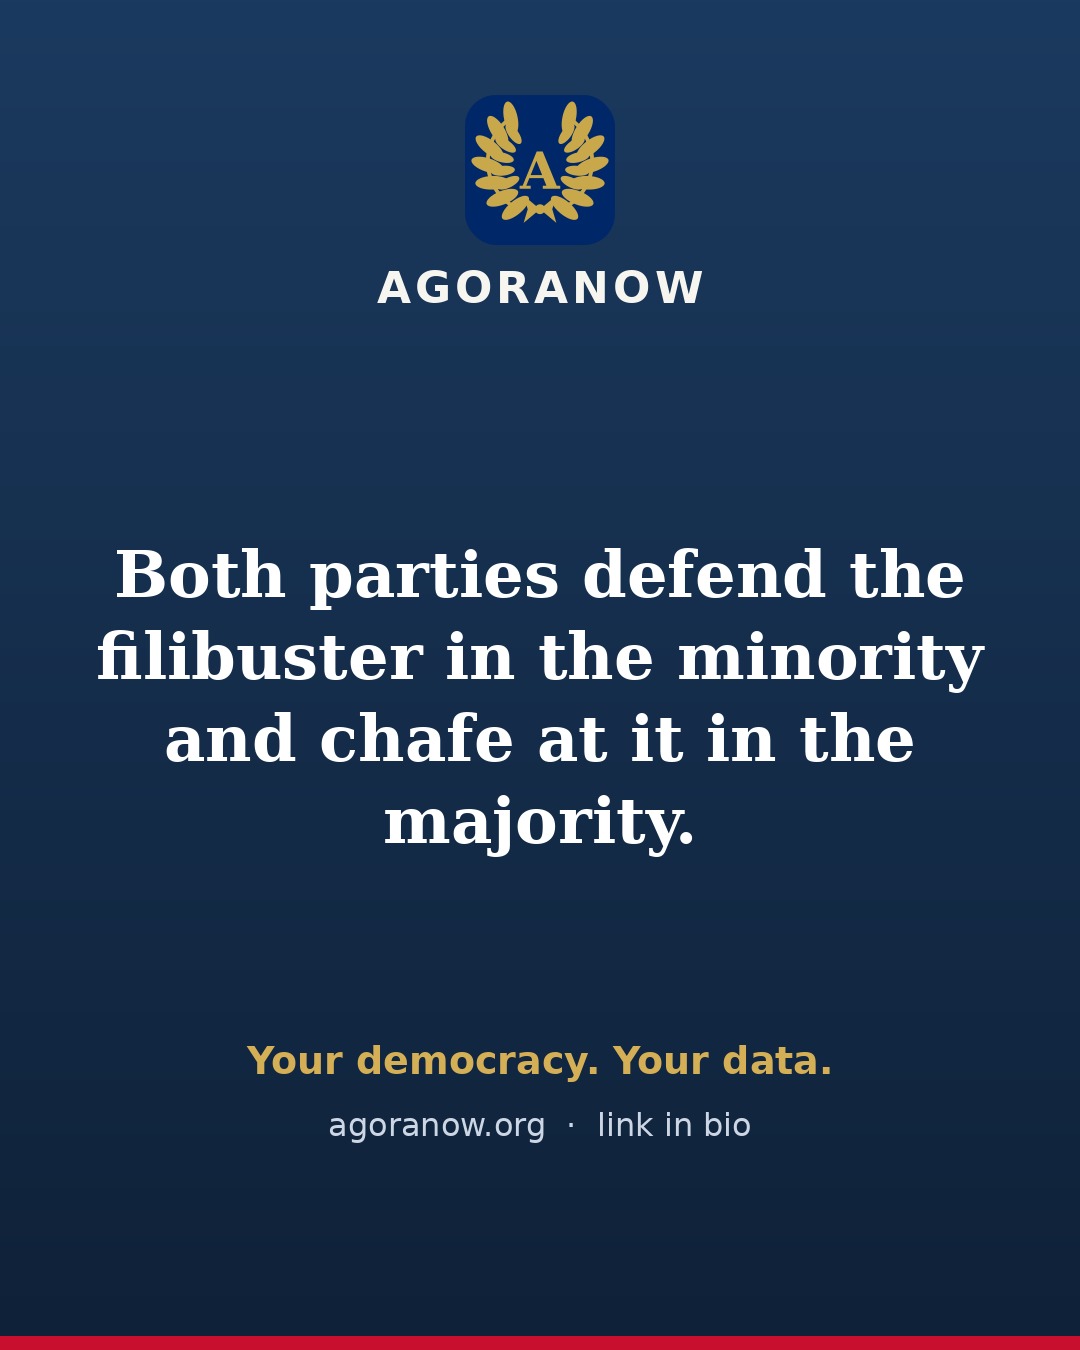 A
AGORANOW
Both parties defend the
filibuster in the minority
and chafe at it in the
majority.
Your democracy. Your data.
agoranow.org · link in bio